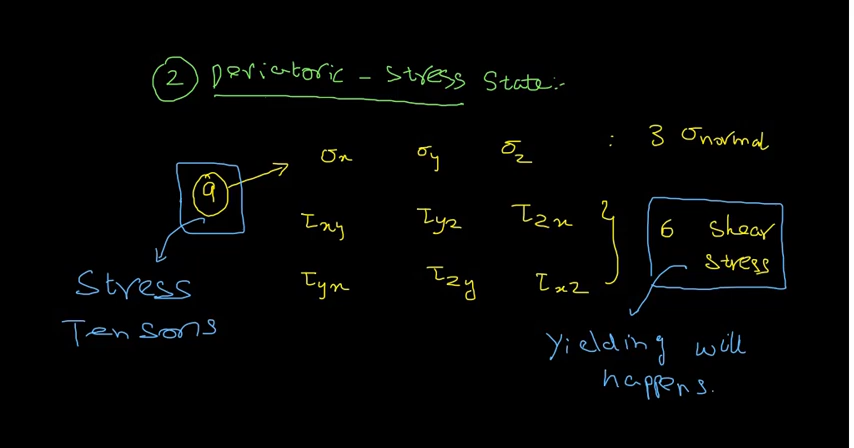 2 Deviatoric - Stress State:-
σx σy σz : 3 σnormal
9
τxy τyz τzx 6 Shear
stress
τyx τzy τxz
Stress
Tensons
Yielding will
happens.